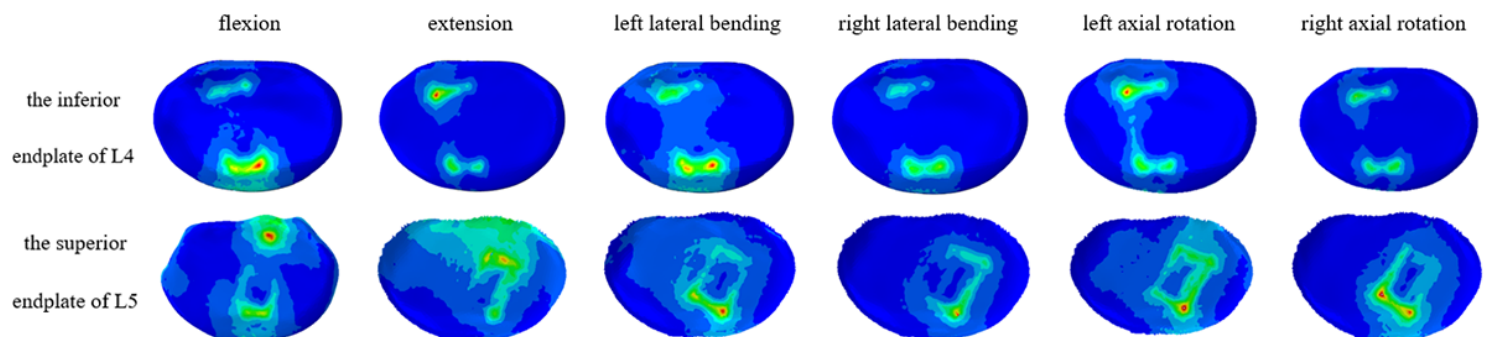 flexion extension left lateral bending right lateral bending left axial rotation right axial rotation
the inferior
endplate of L4
the superior
endplate of L5